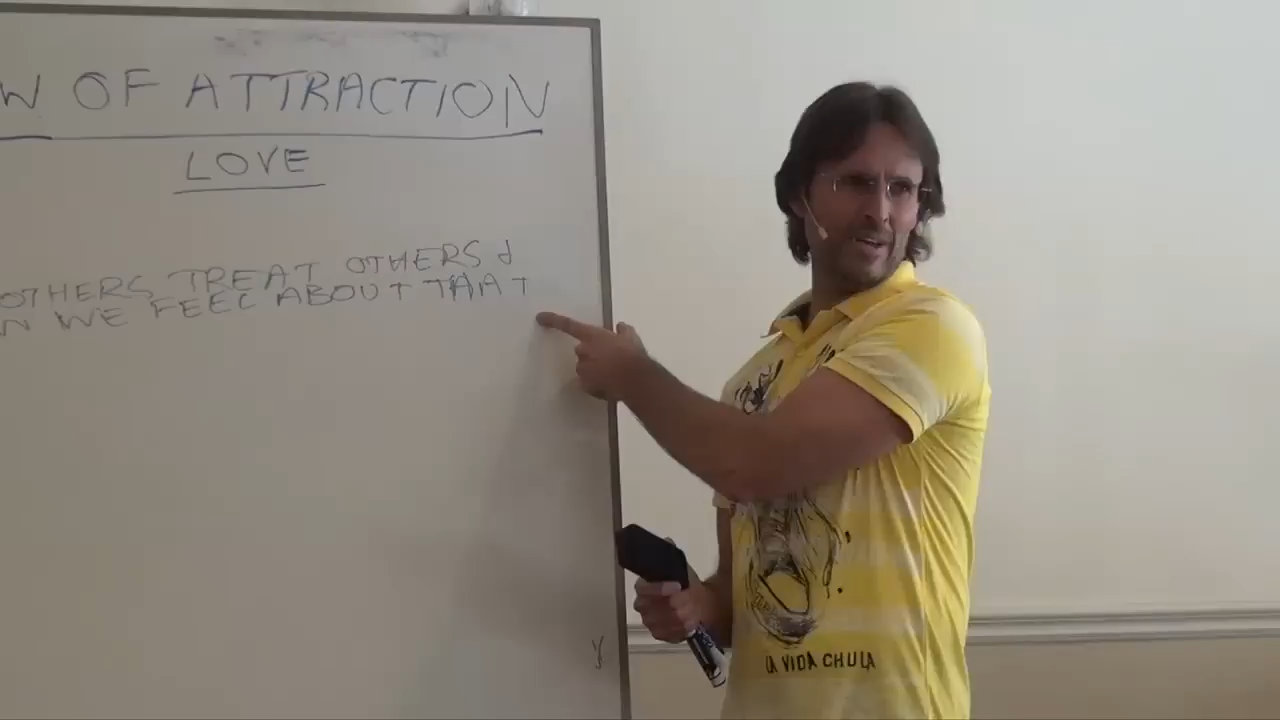 W OF ATTRACTION
LOVE
OTHERS TREAT OTHERS &
N WE FEEL ABOUT THAT
LA VIDA CHULA